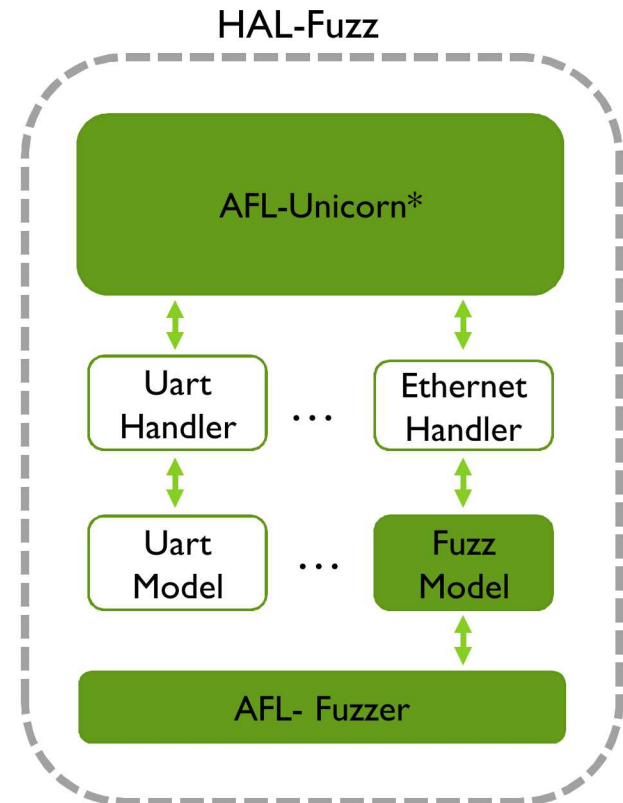 HAL-Fuzz
AFL-Unicorn*
Uart
Handler
...
Ethernet
Handler
Uart
Model
...
Fuzz
Model
AFL- Fuzzer